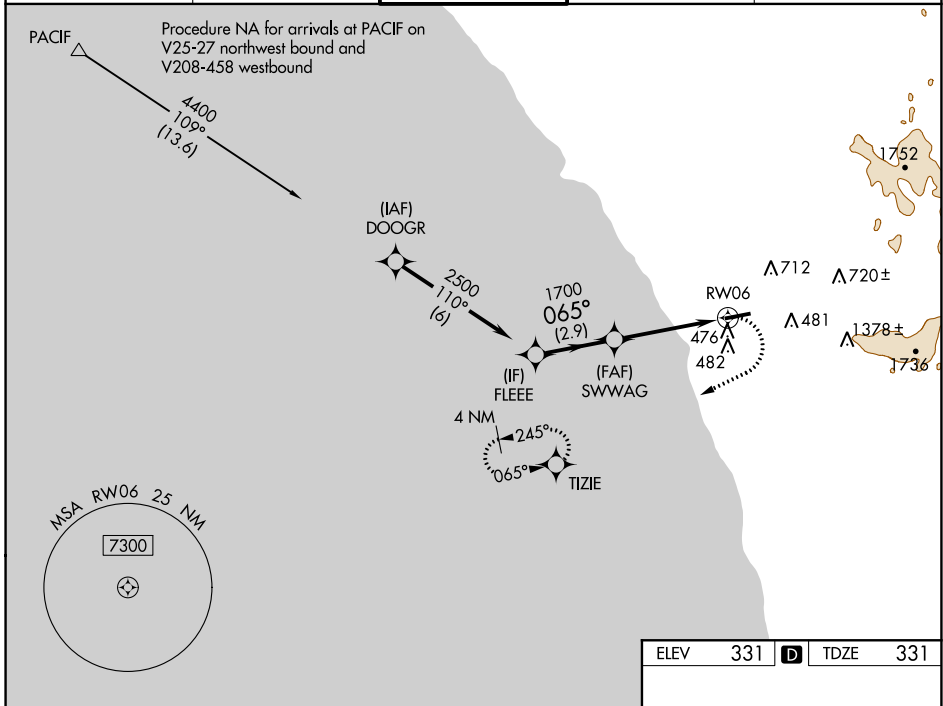 PACIF
Procedure NA for arrivals at PACIF on
V25-27 northwest bound and
V208-458 westbound
4400
109°
(13.6)
1752
(IAF)
DOOGR
2500
110°
(6)
712
720±
1700
065°
(2.9)
RW06
476
481
1378±
482
1736
(IF)
FLEEE
(FAF)
SWWAG
4 NM
245°
065°
TIZIE
MSA RW06 25 NM
7300
ELEV 331 D TDZE 331